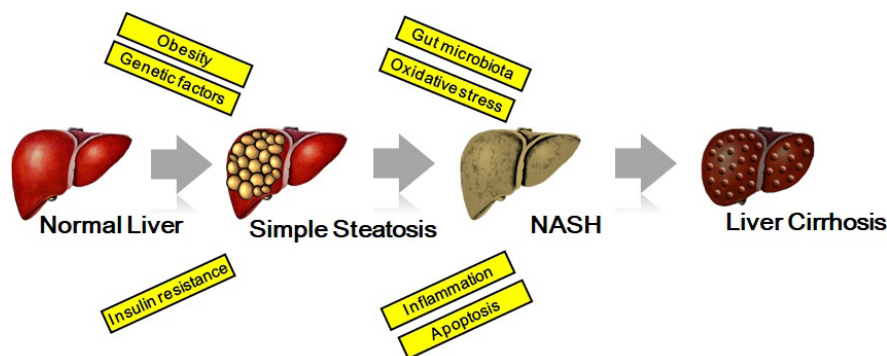 Obesity
Genetic factors
Gut microbiota
Oxidative stress
Normal Liver
Simple Steatosis
NASH
Liver Cirrhosis
Insulin resistance
Inflammation
Apoptosis